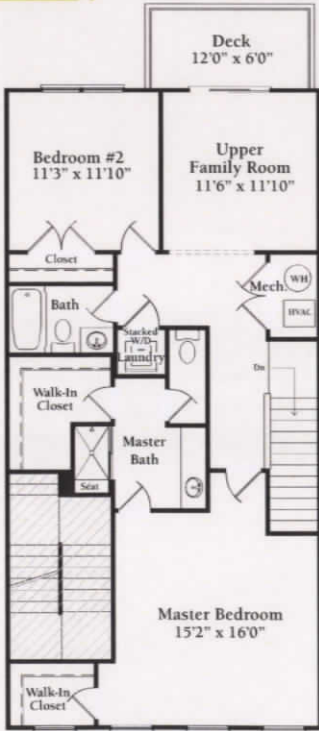 Deck
12'0" x 6'0"
Bedroom #2
11'3" x 11'10"
Upper
Family Room
11'6" x 11'10"
Closet
Mech.
WH
HVAC
Bath
Stacked
W/D
Laundry
Dn
Walk-In
Closet
Master
Bath
Seat
Master Bedroom
15'2" x 16'0"
Walk-In
Closet